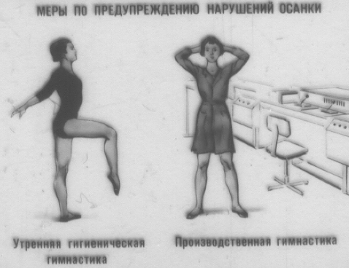 МЕРЫ ПО ПРЕДУПРЕЖДЕНИЮ НАРУШЕНИЙ ОСАНКИ
Утренняя гигиеническая
гимнастика
Производственная гимнастика